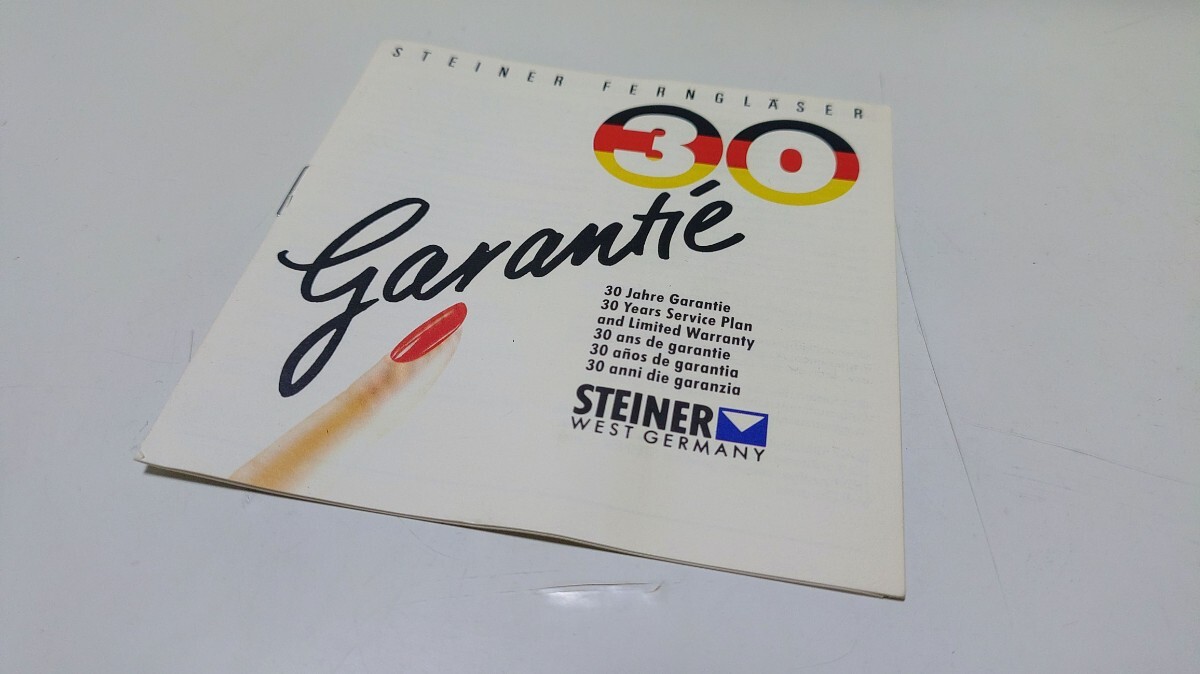 STEINER FERNGLÄSER
30
Garantie
30 Jahre Garantie
30 Years Service Plan
and Limited Warranty
30 ans de garantie
30 años de garantia
30 anni die garanzia
STEINER
WEST GERMANY